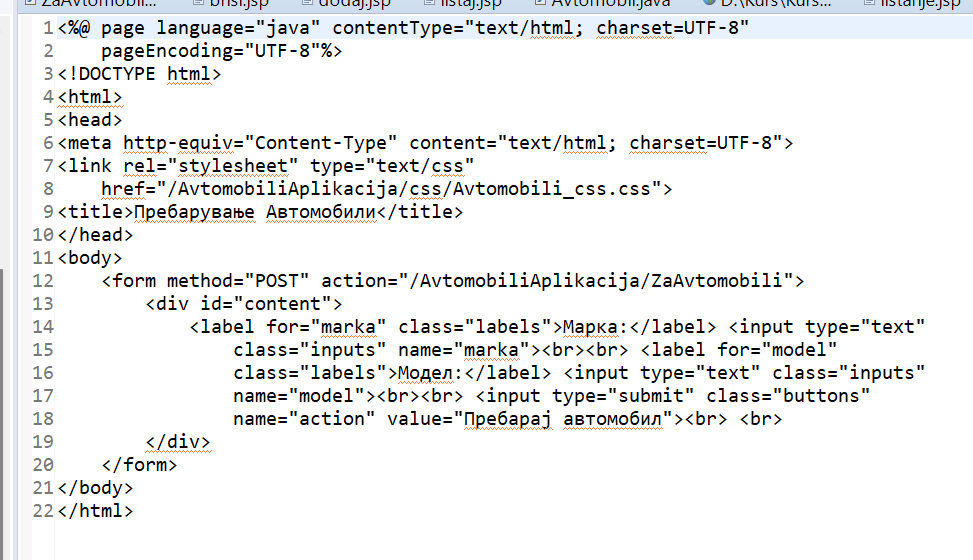 ZaAvtomobil...
brisi.jsp
dodaj.jsp
listaj.jsp
Avtomobil.java
D:\Kurs\Kurs...
listanje.jsp
1 <%@ page language="java" contentType="text/html; charset=UTF-8"
2 pageEncoding="UTF-8"%>
3 <!DOCTYPE html>
4 <html>
5 <head>
6 <meta http-equiv="Content-Type" content="text/html; charset=UTF-8">
7 <link rel="stylesheet" type="text/css"
8 href="/AvtomobiliAplikacija/css/Avtomobili_css.css">
9 <title>Пребарување Автомобили</title>
10 </head>
11 <body>
12 <form method="POST" action="/AvtomobiliAplikacija/ZaAvtomobili">
13 <div id="content">
14 <label for="marka" class="labels">Марка:</label> <input type="text"
15 class="inputs" name="marka"><br><br> <label for="model"
16 class="labels">Модел:</label> <input type="text" class="inputs"
17 name="model"><br><br> <input type="submit" class="buttons"
18 name="action" value="Пребарај автомобил"><br> <br>
19 </div>
20 </form>
21 </body>
22 </html>